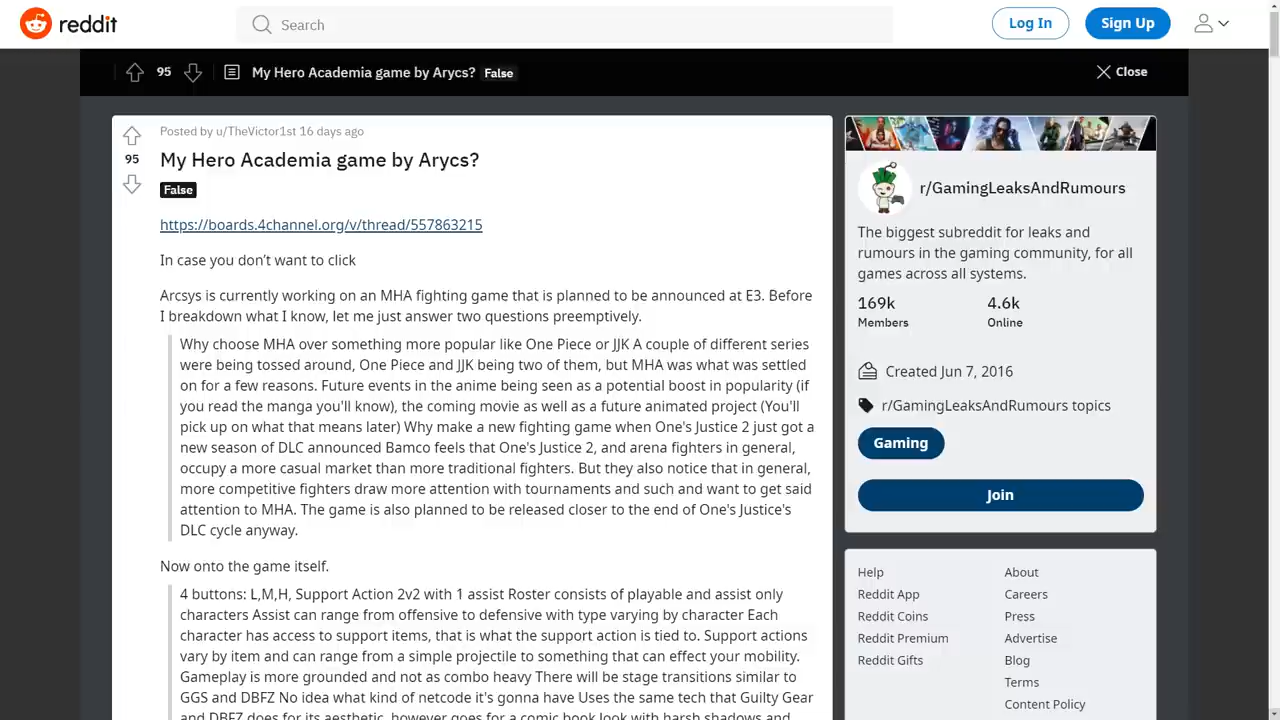 reddit
Search
Log In
Sign Up
95
My Hero Academia game by Arycs? False
Close
Posted by u/TheVictor1st 16 days ago
95
My Hero Academia game by Arycs?
False
https://boards.4channel.org/v/thread/557863215
In case you don't want to click
Arcsys is currently working on an MHA fighting game that is planned to be announced at E3. Before
I breakdown what I know, let me just answer two questions preemptively.
Why choose MHA over something more popular like One Piece or JJK A couple of different series
were being tossed around, One Piece and JJK being two of them, but MHA was what was settled
on for a few reasons. Future events in the anime being seen as a potential boost in popularity (if
you read the manga you'll know), the coming movie as well as a future animated project (You'll
pick up on what that means later) Why make a new fighting game when One's Justice 2 just got a
new season of DLC announced Bamco feels that One's Justice 2, and arena fighters in general,
occupy a more casual market than more traditional fighters. But they also notice that in general,
more competitive fighters draw more attention with tournaments and such and want to get said
attention to MHA. The game is also planned to be released closer to the end of One's Justice's
DLC cycle anyway.
Now onto the game itself.
4 buttons: L,M,H, Support Action 2v2 with 1 assist Roster consists of playable and assist only
characters Assist can range from offensive to defensive with type varying by character Each
character has access to support items, that is what the support action is tied to. Support actions
vary by item and can range from a simple projectile to something that can effect your mobility.
Gameplay is more grounded and not as combo heavy There will be stage transitions similar to
GGS and DBFZ No idea what kind of netcode it's gonna have Uses the same tech that Guilty Gear
and DBFZ does for its aesthetic, however goes for a comic book look with harsh shadows and
r/GamingLeaksAndRumours
The biggest subreddit for leaks and
rumours in the gaming community, for all
games across all systems.
169k
Members
4.6k
Online
Created Jun 7, 2016
r/GamingLeaksAndRumours topics
Gaming
Join
Help
Reddit App
Reddit Coins
Reddit Premium
Reddit Gifts
About
Careers
Press
Advertise
Blog
Terms
Content Policy